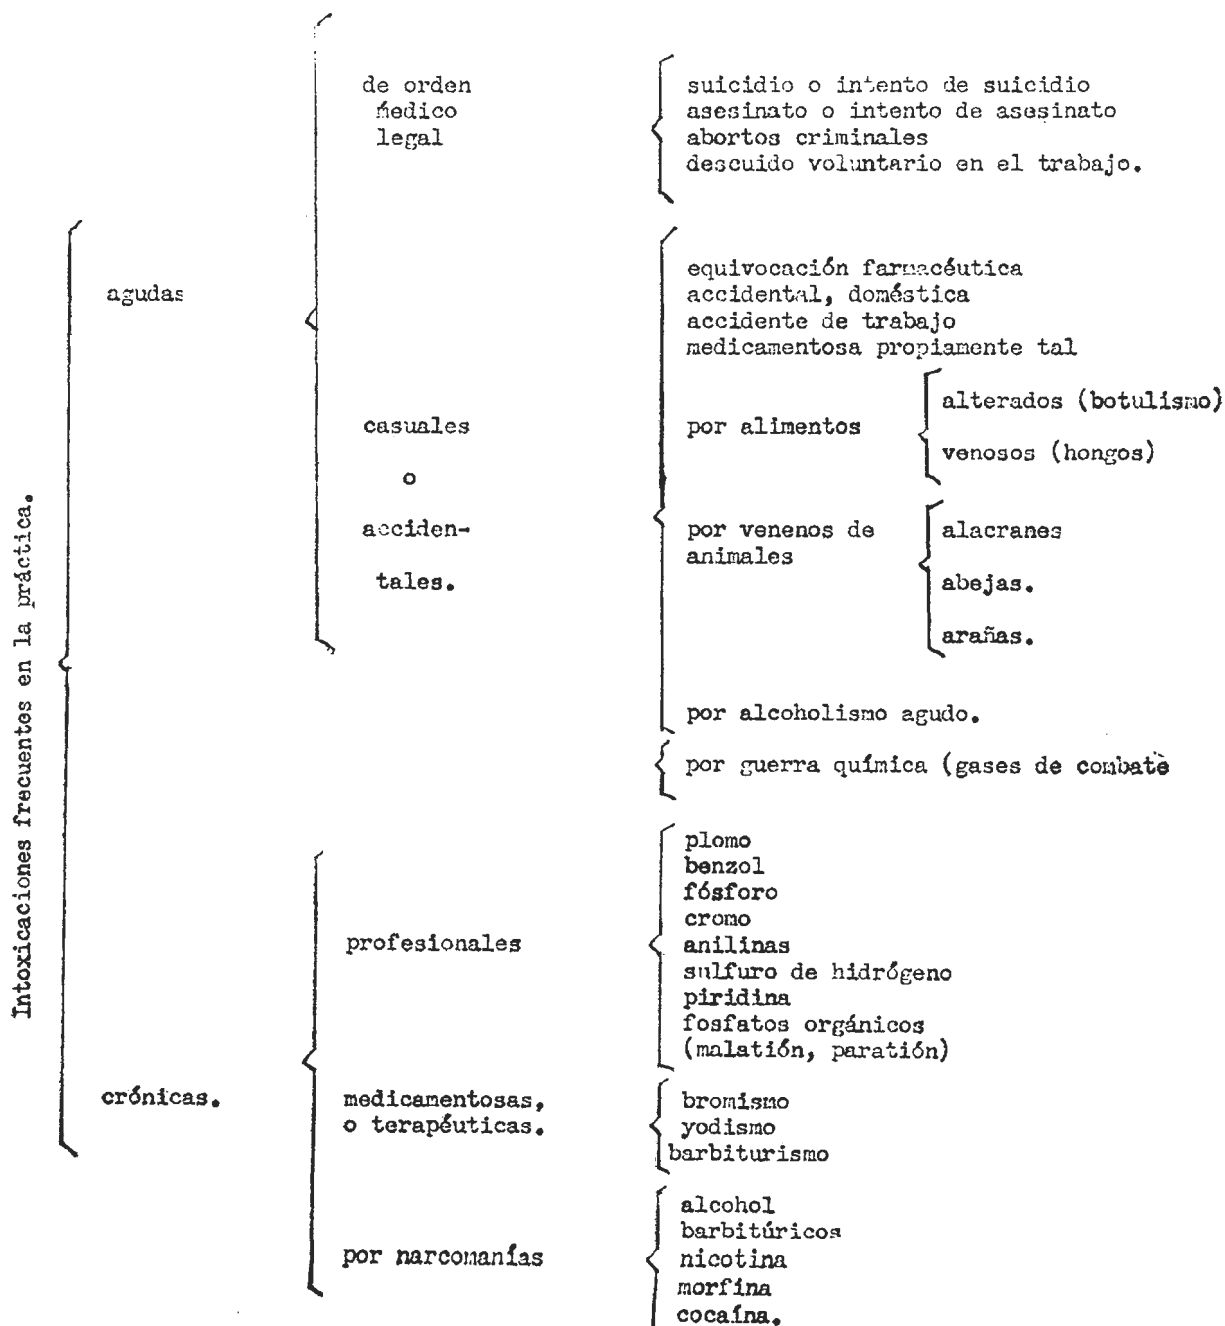 Intoxicaciones frecuentes en la práctica.
agudas
de orden
médico
legal
suicidio o intento de suicidio
asesinato o intento de asesinato
abortos criminales
descuido voluntario en el trabajo.
casuales
o
acciden-
tales.
equivocación farmacéutica
accidental, doméstica
accidente de trabajo
medicamentosa propiamente tal
por alimentos
alterados (botulismo)
venosos (hongos)
por venenos de
animales
alacranes
abejas.
arañas.
por alcoholismo agudo.
por guerra química (gases de combate
crónicas.
profesionales
plomo
benzol
fósforo
cromo
anilinas
sulfuro de hidrógeno
piridina
fosfatos orgánicos
(malatión, paratión)
medicamentosas,
o terapéuticas.
bromismo
yodismo
barbiturismo
por narcomanías
alcohol
barbitúricos
nicotina
morfina
cocaína.